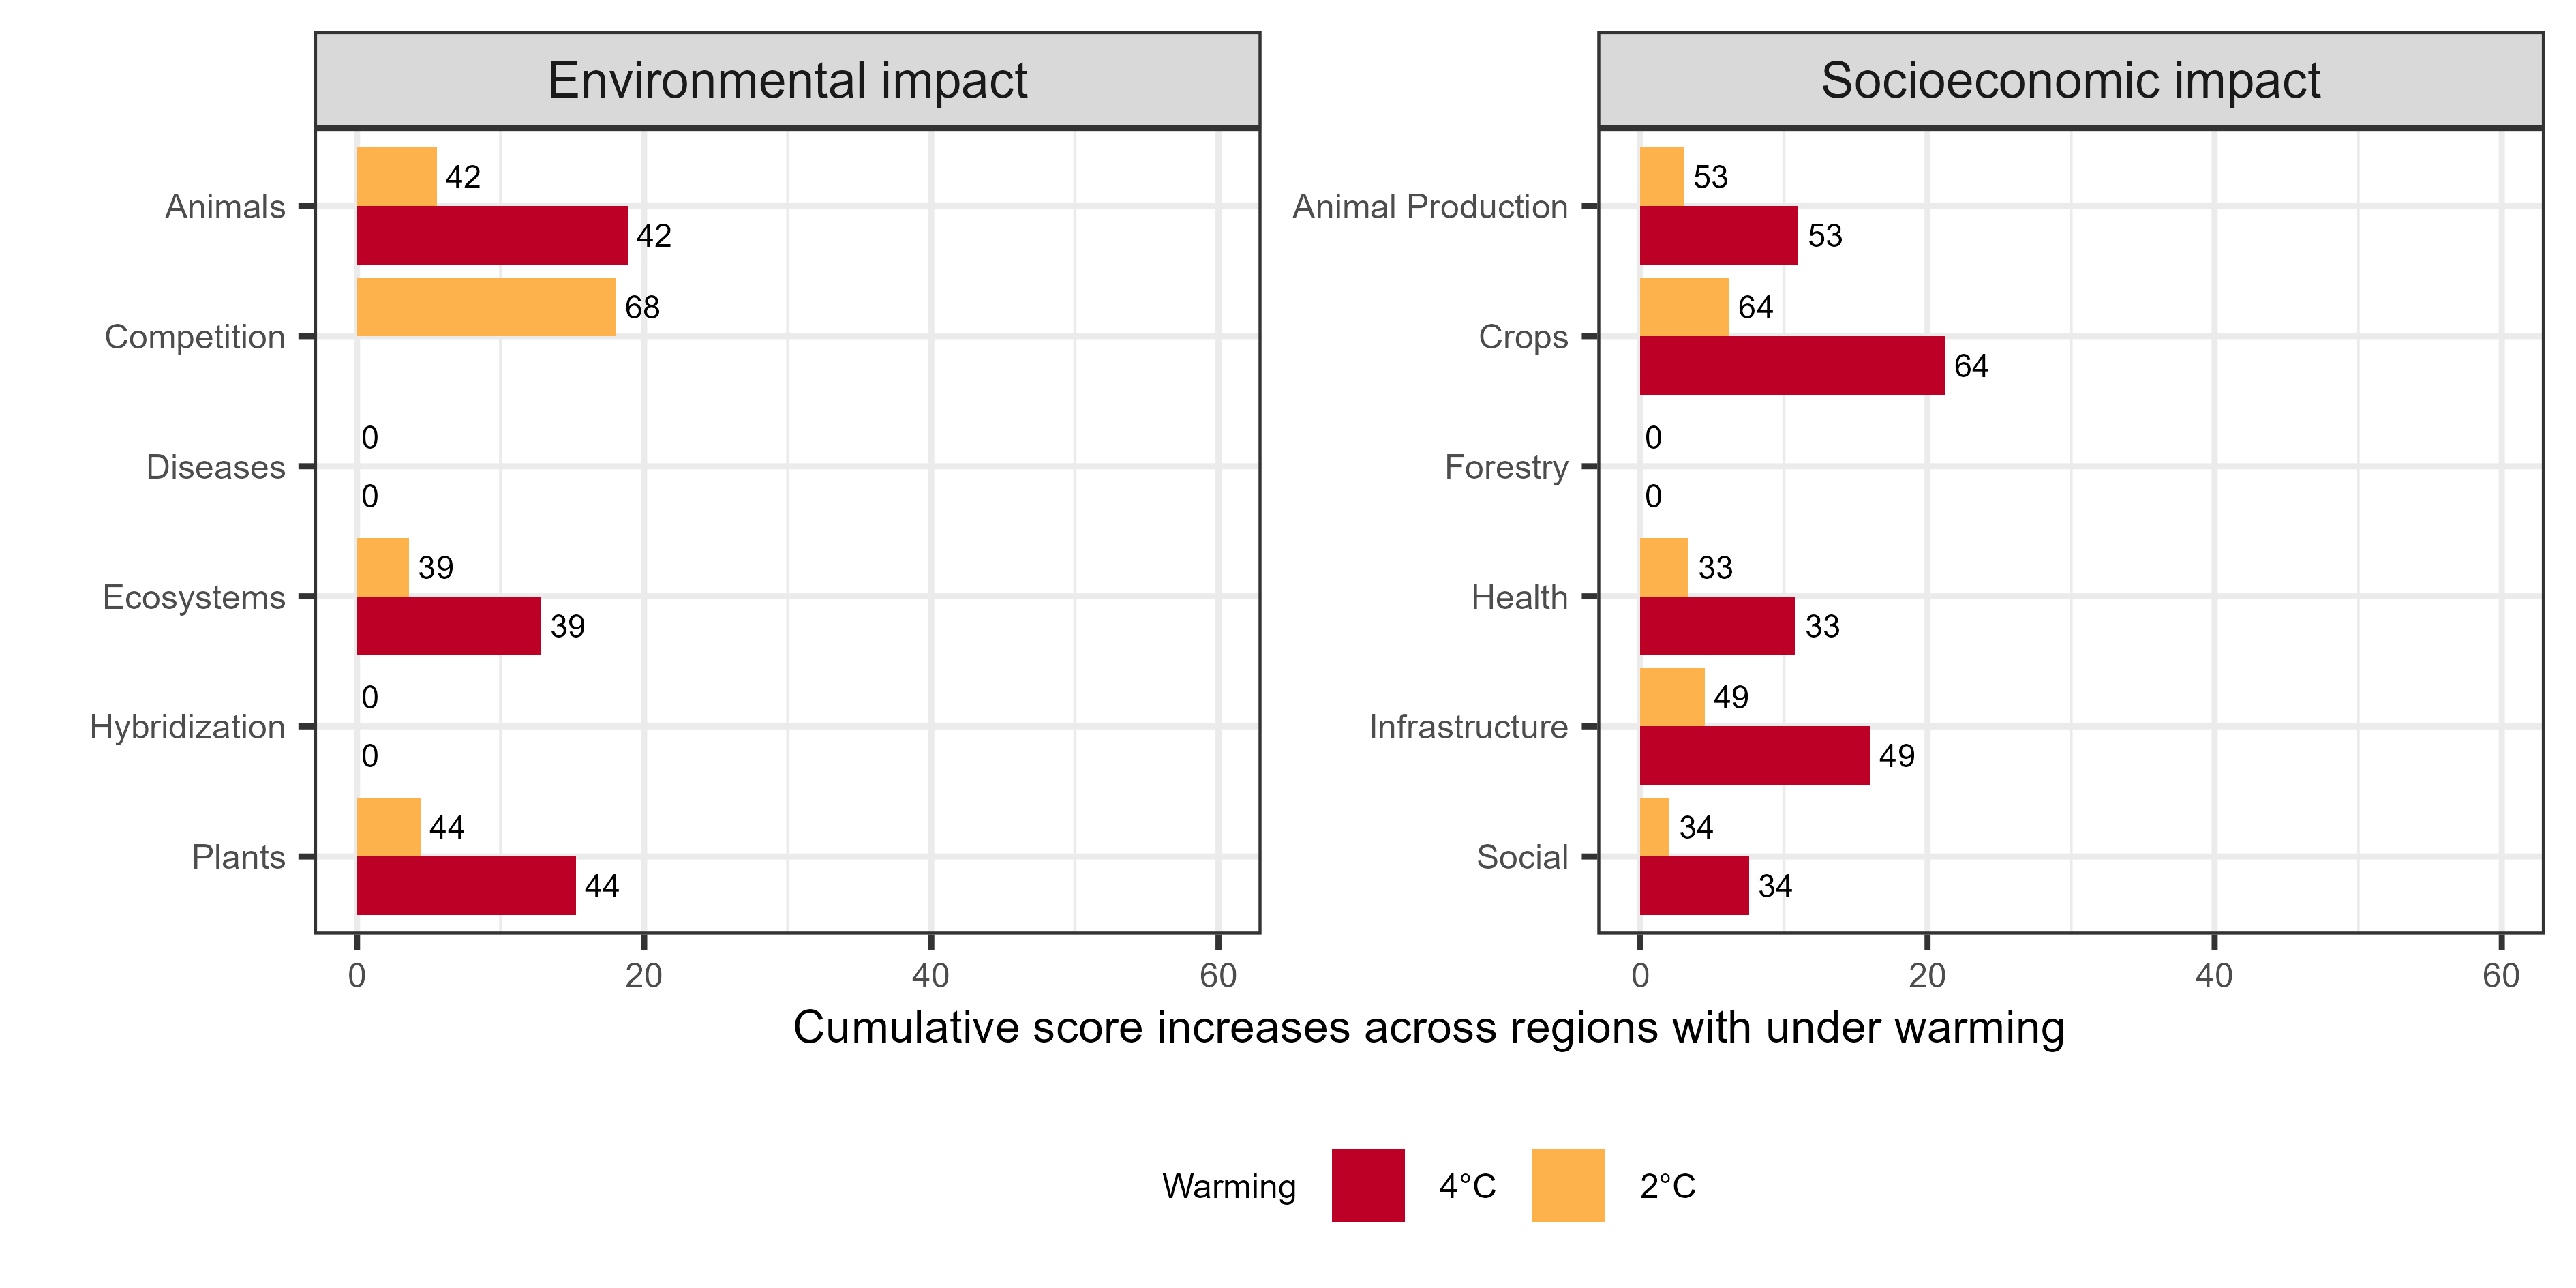 Environmental impact
Animals
42
42
Competition
68
Diseases
0
0
Ecosystems
39
39
Hybridization
0
0
Plants
44
44
0 20 40 60
Socioeconomic impact
Animal Production
53
53
Crops
64
64
Forestry
0
0
Health
33
33
Infrastructure
49
49
Social
34
34
0 20 40 60
Cumulative score increases across regions with under warming
Warming 4°C 2°C